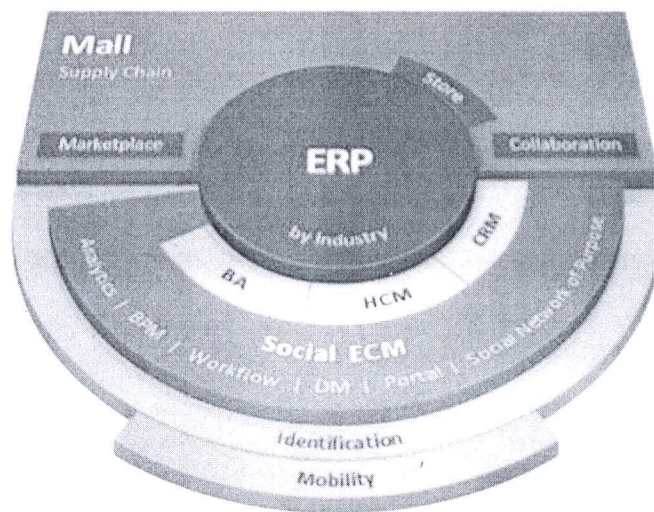 Mall
Supply Chain
Store
Marketplace
ERP
Collaboration
by Industry
BA
HCM
CRM
Social ECM
Analytics | BPM | Workflow | DM | Portal | Social Network of Purpose
Identification
Mobility